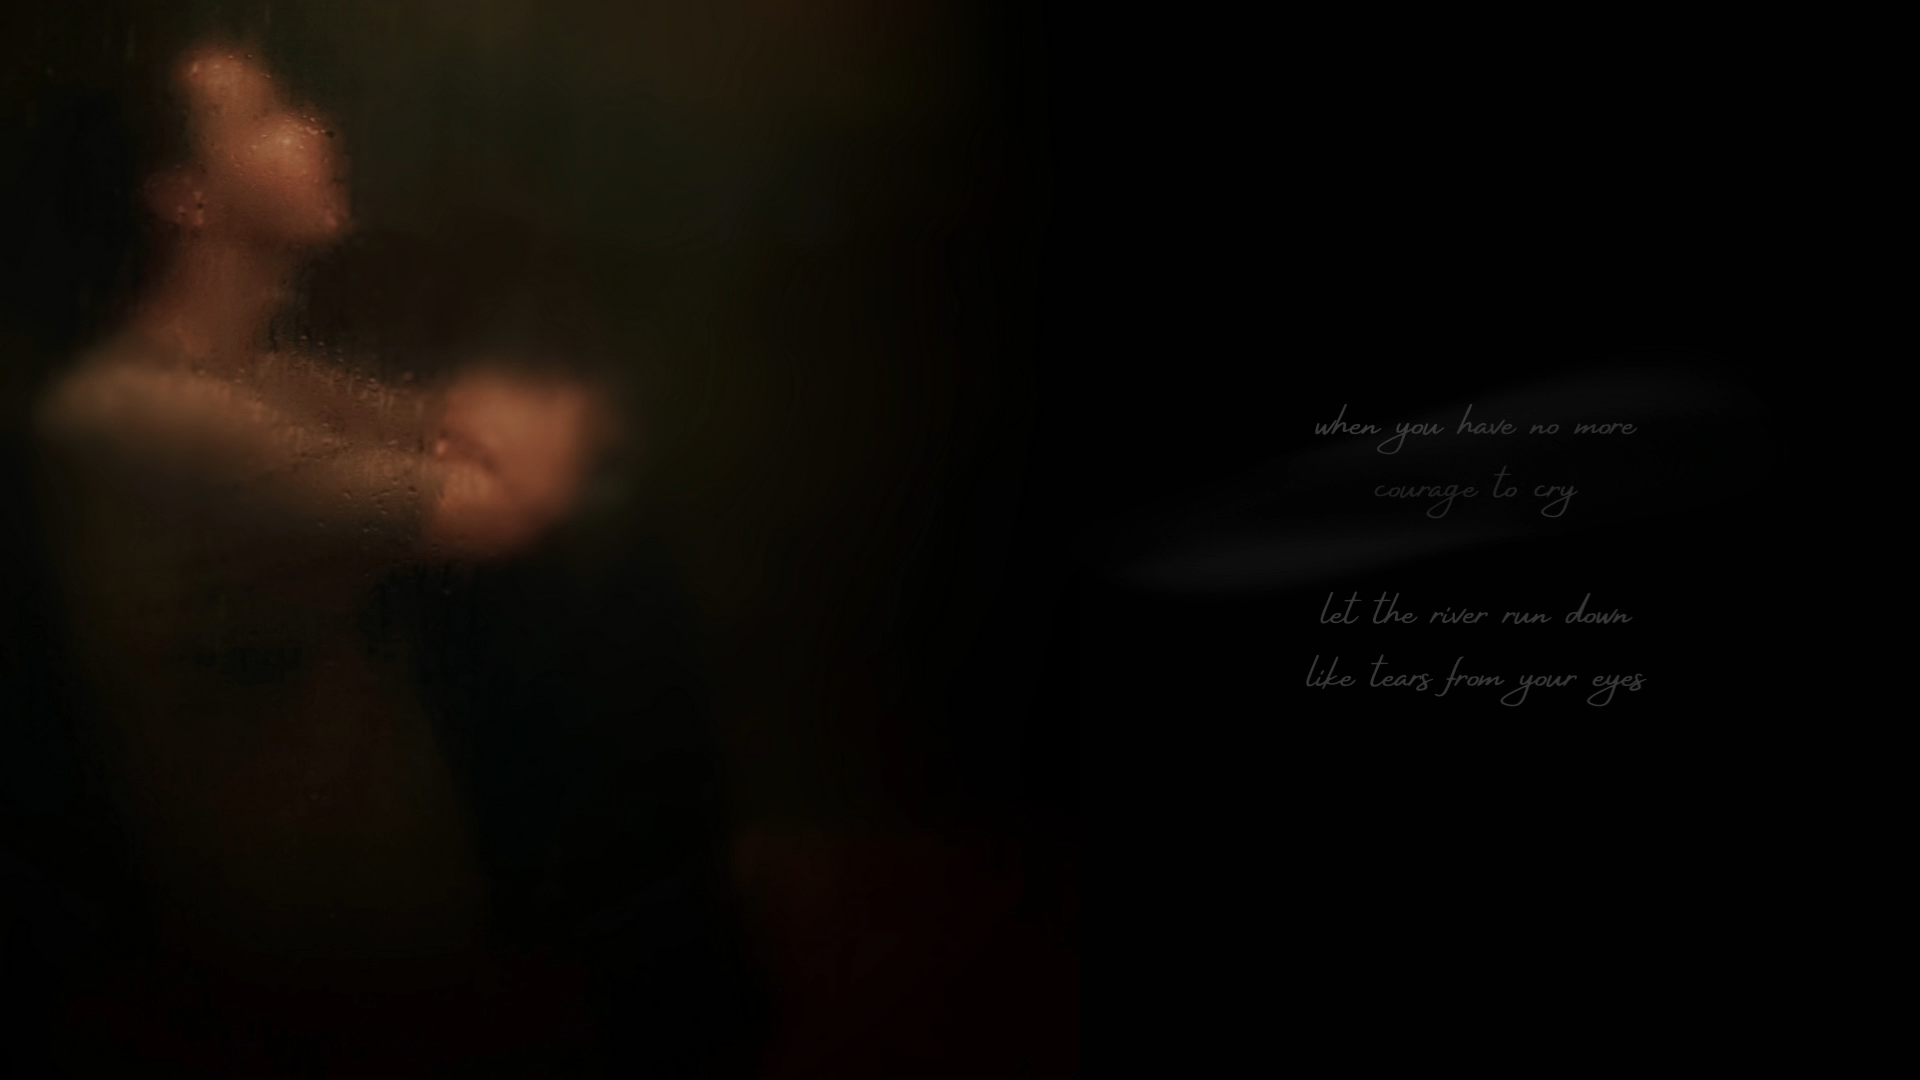 when you have no more
courage to cry
let the river run down
like tears from your eyes